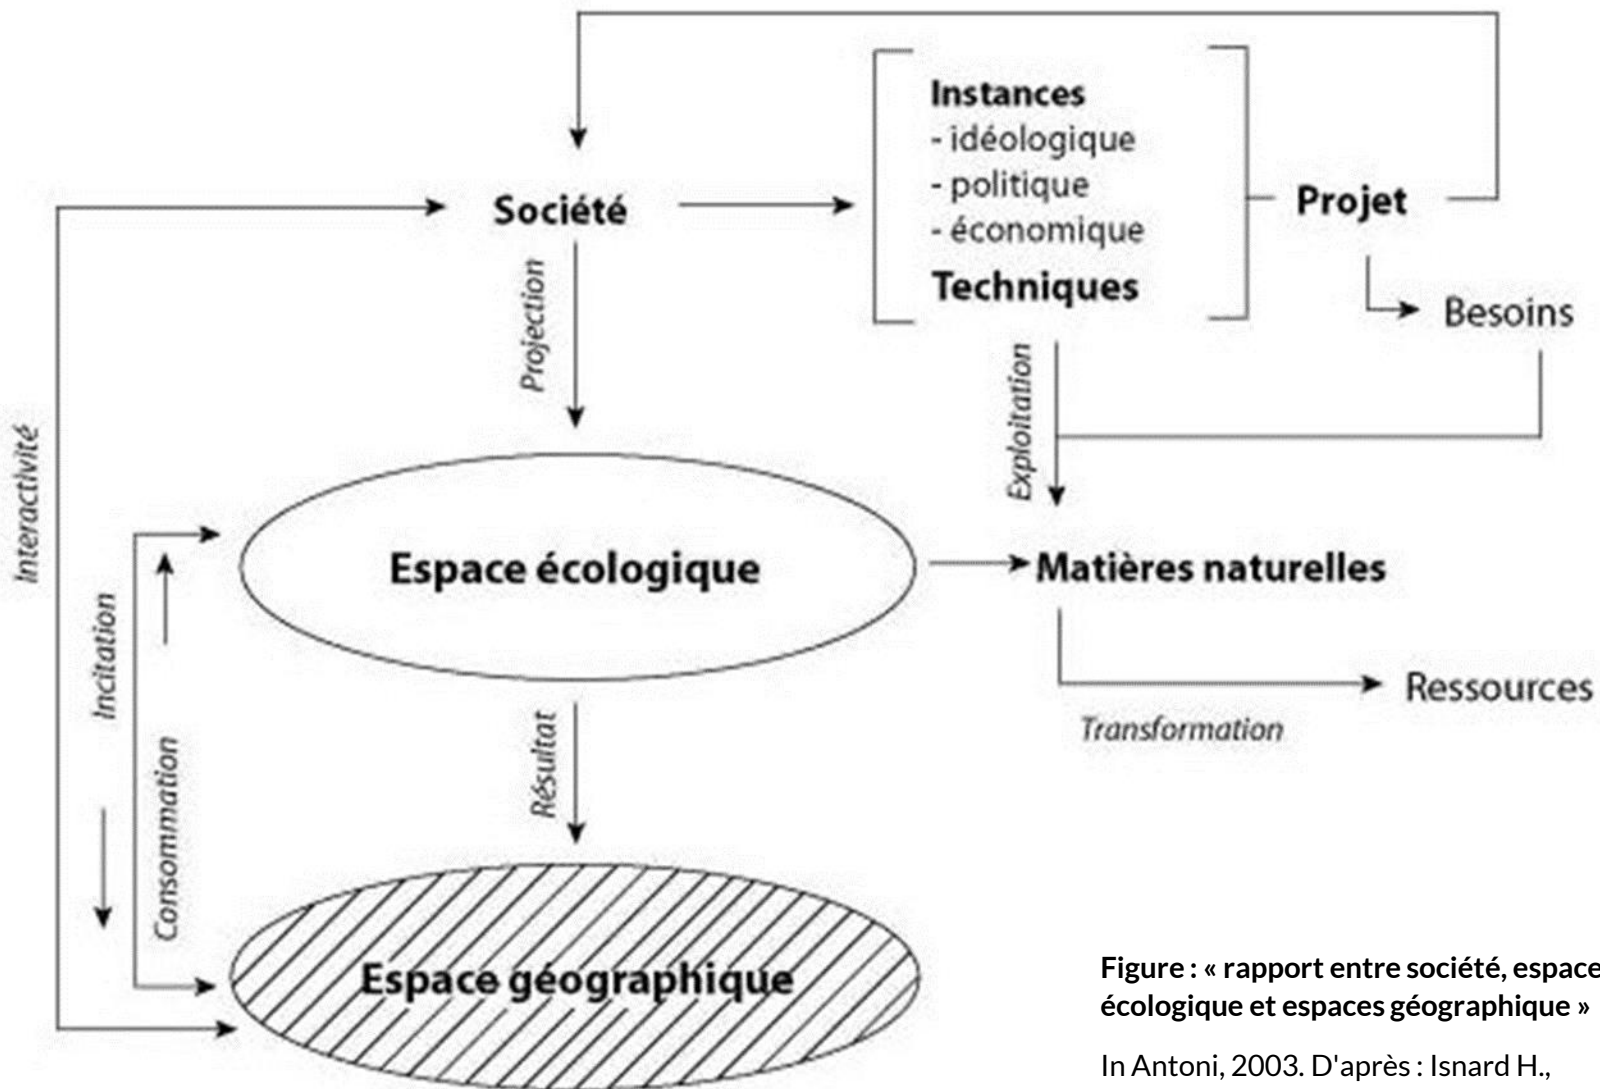 Instances
- idéologique
- politique
- économique
Techniques
Société
Projet
Besoins
Projection
Exploitation
Interactivité
Espace écologique
Matières naturelles
Incitation
Consommation
Résultat
Ressources
Transformation
Espace géographique
Figure : « rapport entre société, espace
écologique et espaces géographique »
In Antoni, 2003. D'après : Isnard H.,